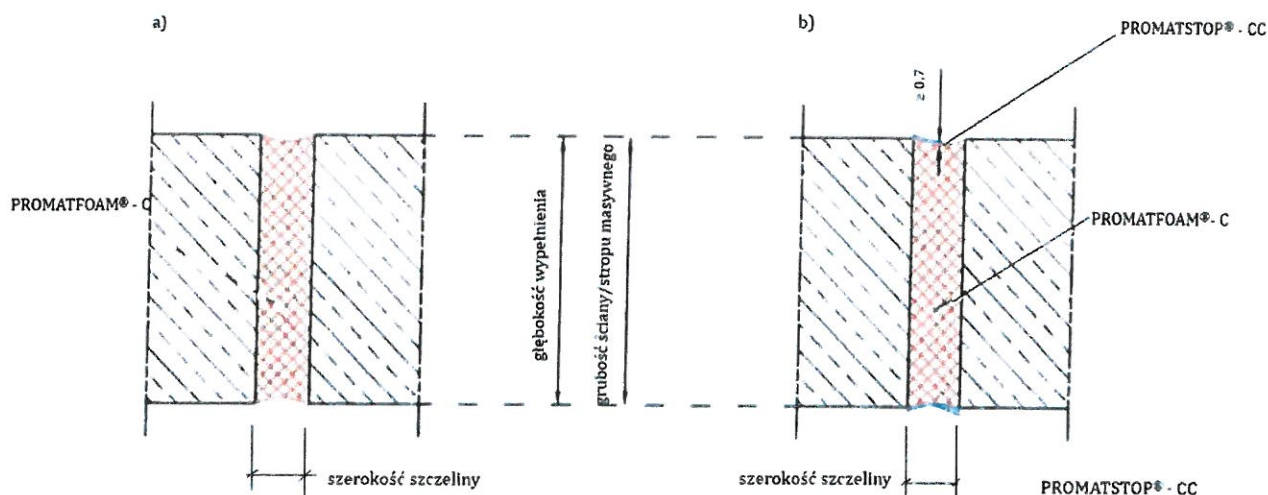 a)
b)
PROMATSTOP® - CC
≥ 0.7
PROMATFOAM® - C
głębokość wypełnienia
grubość ściany/stropu masywnego
PROMATFOAM® - C
szerokość szczeliny
szerokość szczeliny
PROMATSTOP® - CC